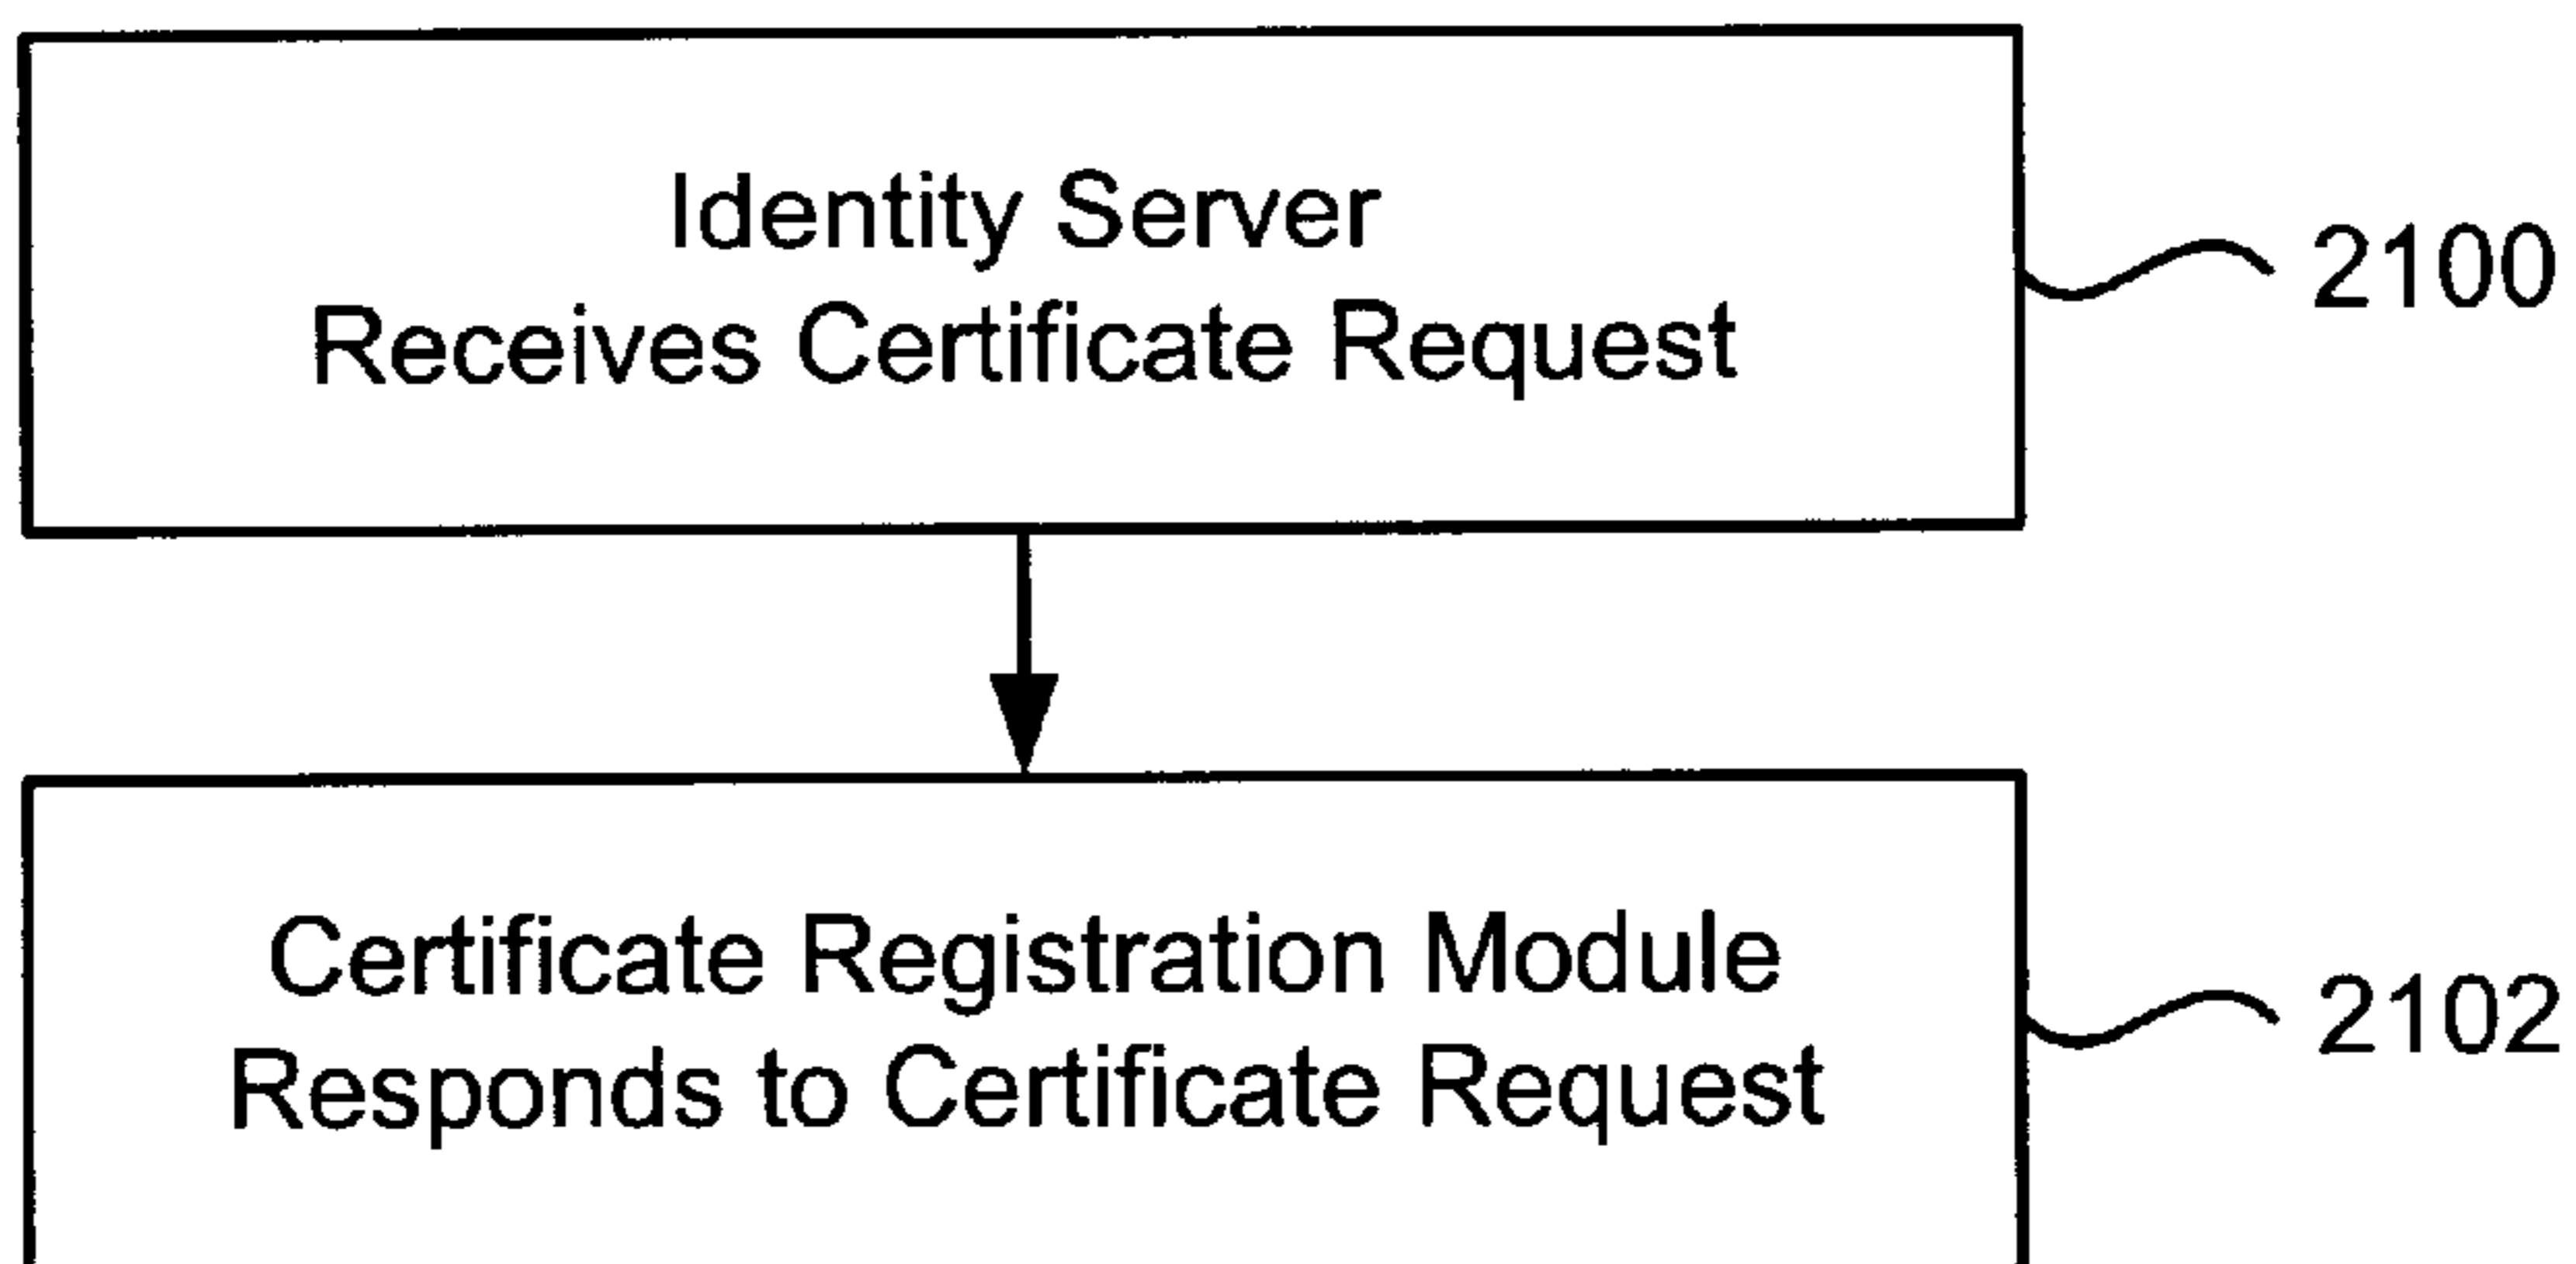 Identity Server
Receives Certificate Request
2100
Certificate Registration Module
Responds to Certificate Request
2102